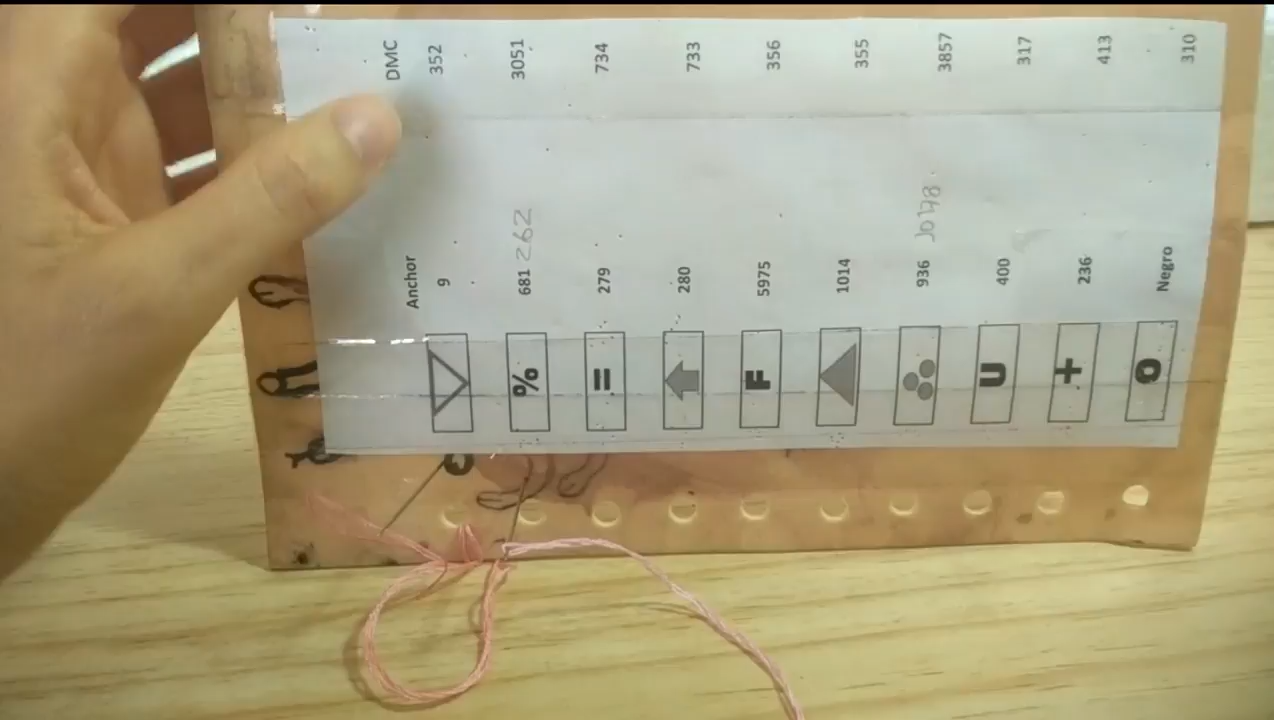 Anchor DMC
9 352
% 681 262 3051
= 279 734
280 733
F 5975 356
1014 355
936 J0178 3857
U 400 317
+ 236 413
O Negro 310